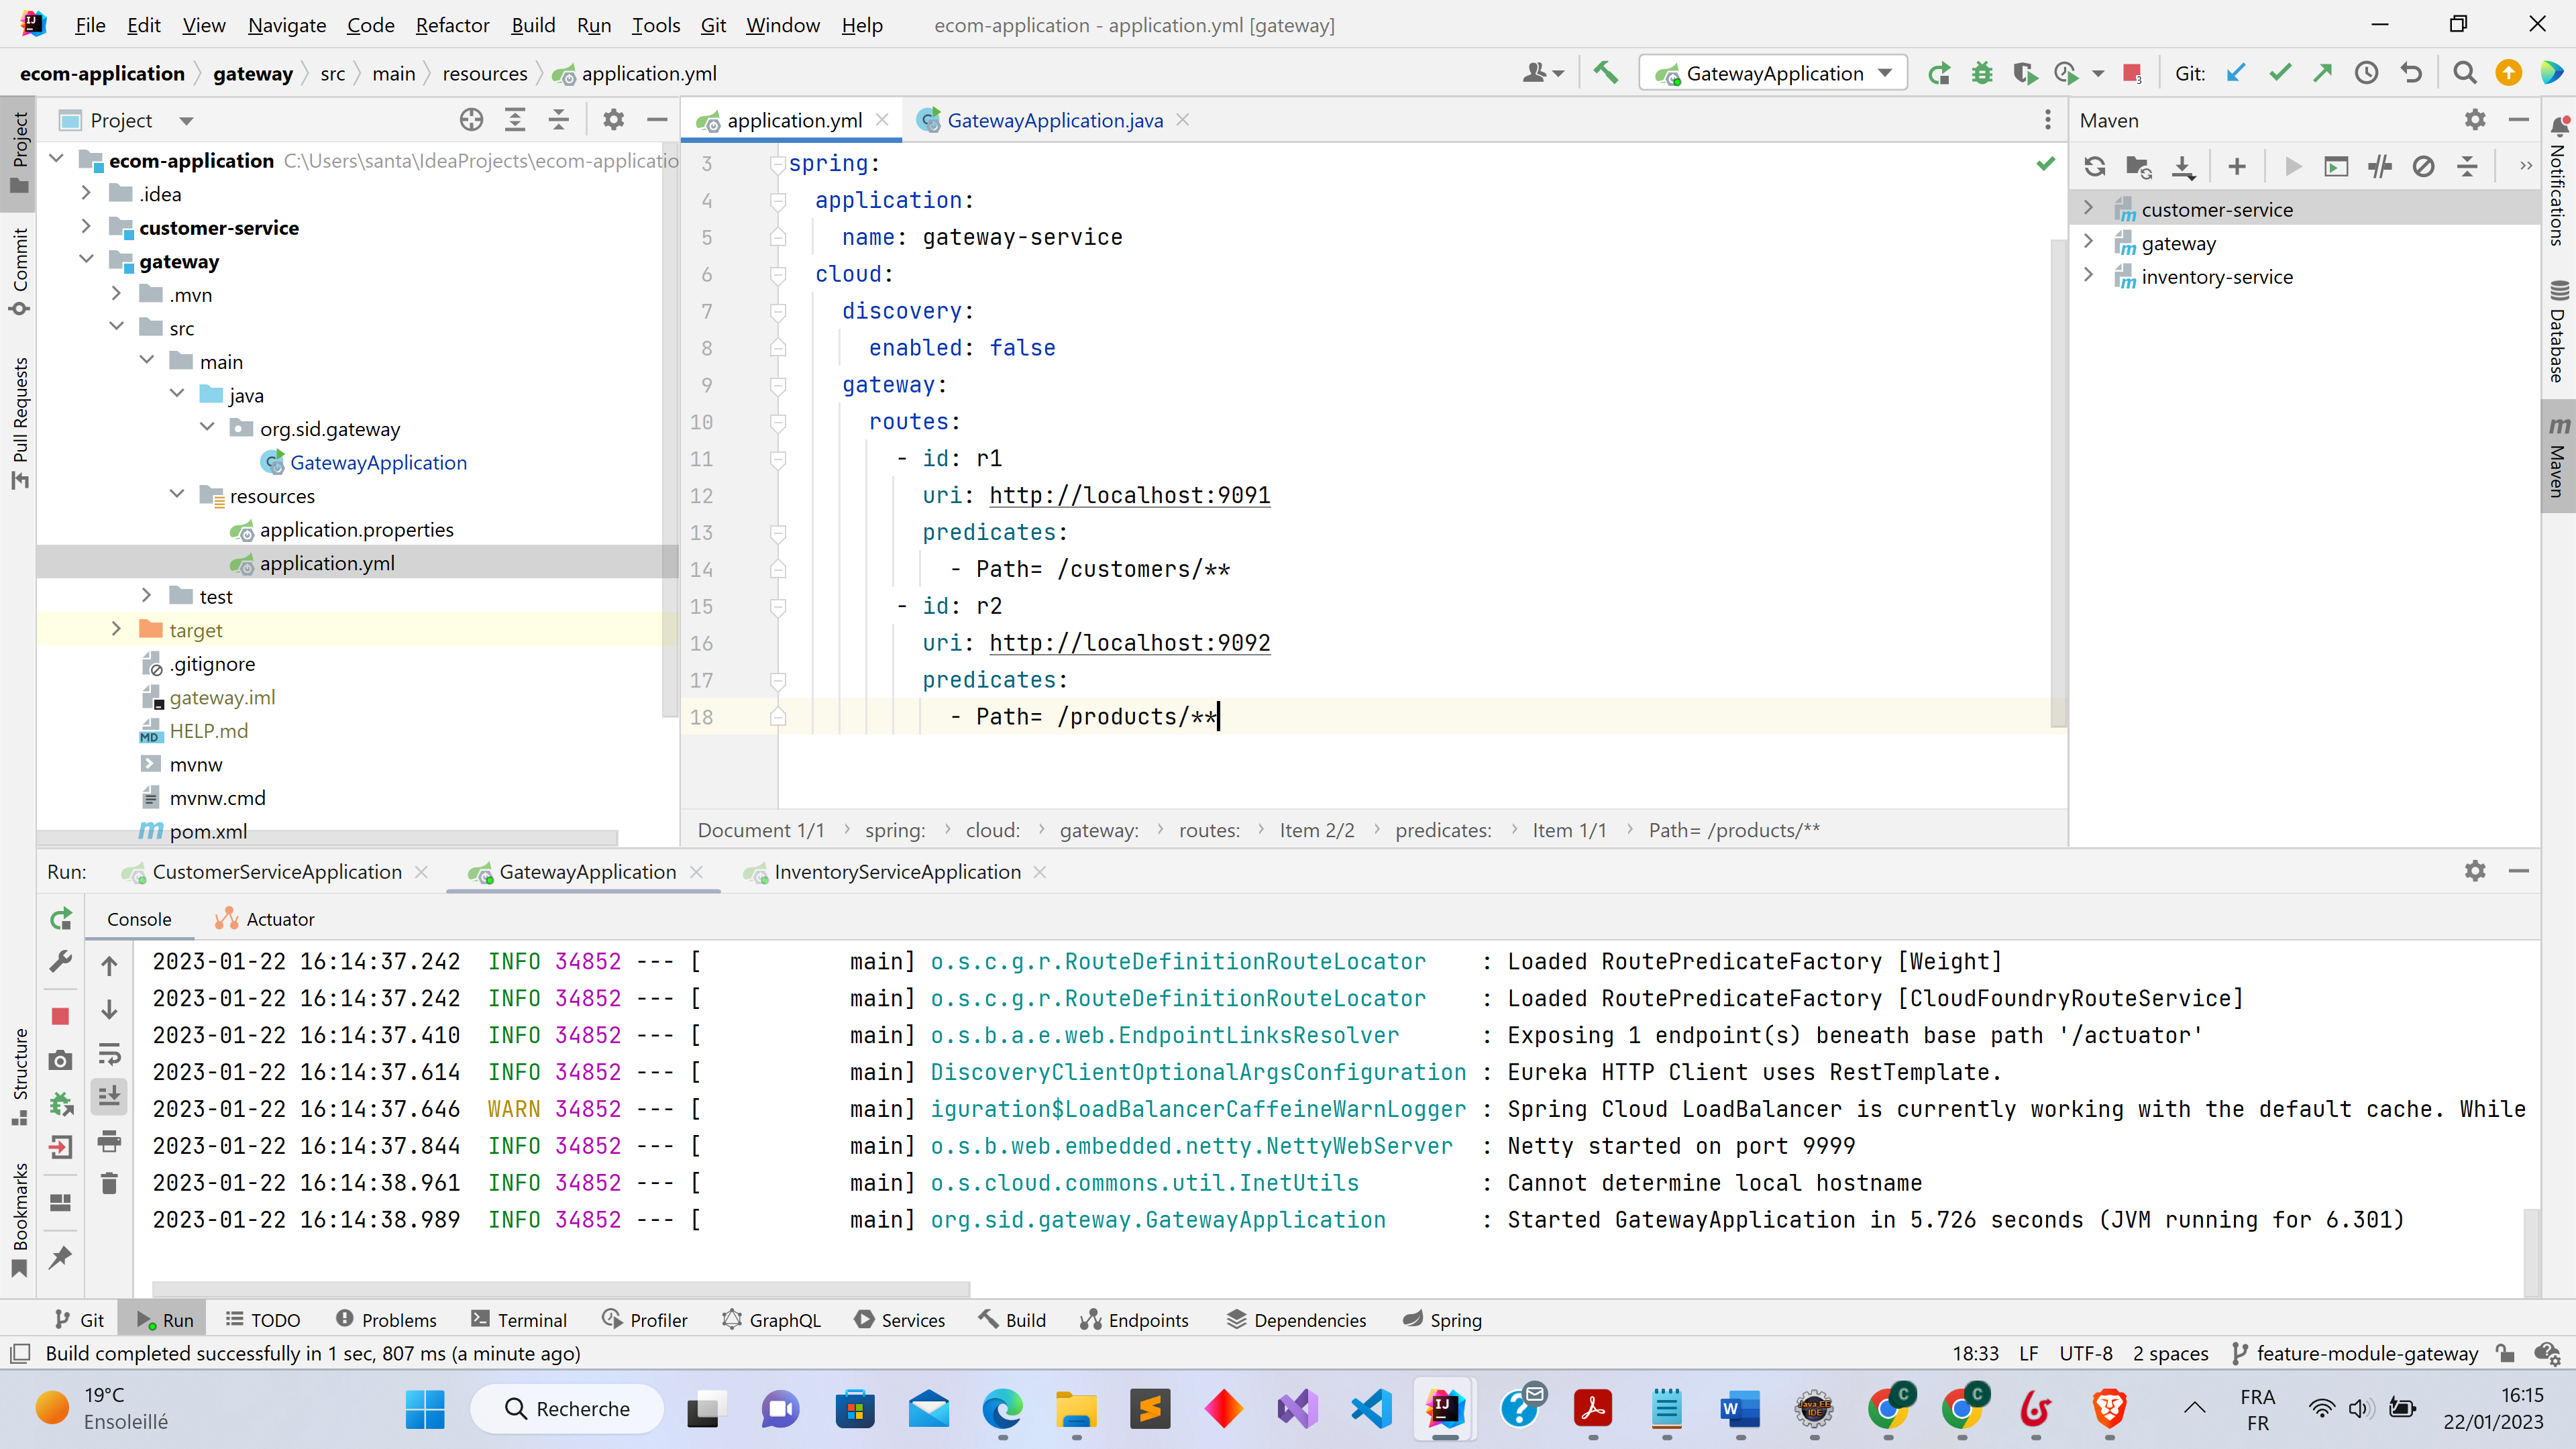 File Edit View Navigate Code Refactor Build Run Tools Git Window Help ecom-application - application.yml [gateway]
ecom-application gateway src main resources application.yml GatewayApplication 3 Git:
Project application.yml GatewayApplication.java Maven
Project
Commit
Pull Requests
Structure
Bookmarks
ecom-application C:\Users\santa\IdeaProjects\ecom-applicatio
.idea
customer-service
gateway
.mvn
src
main
java
org.sid.gateway
GatewayApplication
resources
application.properties
application.yml
test
target
.gitignore
gateway.iml
HELP.md
mvnw
mvnw.cmd
pom.xml
3 spring:
4 application:
5 name: gateway-service
6 cloud:
7 discovery:
8 enabled: false
9 gateway:
10 routes:
11 - id: r1
12 uri: http://localhost:9091
13 predicates:
14 - Path= /customers/**
15 - id: r2
16 uri: http://localhost:9092
17 predicates:
18 - Path= /products/**
Document 1/1 spring: cloud: gateway: routes: Item 2/2 predicates: Item 1/1 Path= /products/**
customer-service
gateway
inventory-service
Notifications
Database
Maven
Run: CustomerServiceApplication GatewayApplication InventoryServiceApplication
Console Actuator
2023-01-22 16:14:37.242 INFO 34852 --- [ main] o.s.c.g.r.RouteDefinitionRouteLocator : Loaded RoutePredicateFactory [Weight]
2023-01-22 16:14:37.242 INFO 34852 --- [ main] o.s.c.g.r.RouteDefinitionRouteLocator : Loaded RoutePredicateFactory [CloudFoundryRouteService]
2023-01-22 16:14:37.410 INFO 34852 --- [ main] o.s.b.a.e.web.EndpointLinksResolver : Exposing 1 endpoint(s) beneath base path '/actuator'
2023-01-22 16:14:37.614 INFO 34852 --- [ main] DiscoveryClientOptionalArgsConfiguration : Eureka HTTP Client uses RestTemplate.
2023-01-22 16:14:37.646 WARN 34852 --- [ main] iguration$LoadBalancerCaffeineWarnLogger : Spring Cloud LoadBalancer is currently working with the default cache. While
2023-01-22 16:14:37.844 INFO 34852 --- [ main] o.s.b.web.embedded.netty.NettyWebServer : Netty started on port 9999
2023-01-22 16:14:38.961 INFO 34852 --- [ main] o.s.cloud.commons.util.InetUtils : Cannot determine local hostname
2023-01-22 16:14:38.989 INFO 34852 --- [ main] org.sid.gateway.GatewayApplication : Started GatewayApplication in 5.726 seconds (JVM running for 6.301)
Git Run TODO Problems Terminal Profiler GraphQL Services Build Endpoints Dependencies Spring
Build completed successfully in 1 sec, 807 ms (a minute ago) 18:33 LF UTF-8 2 spaces feature-module-gateway
19°C
Ensoleillé
Recherche
FRA
FR
16:15
22/01/2023